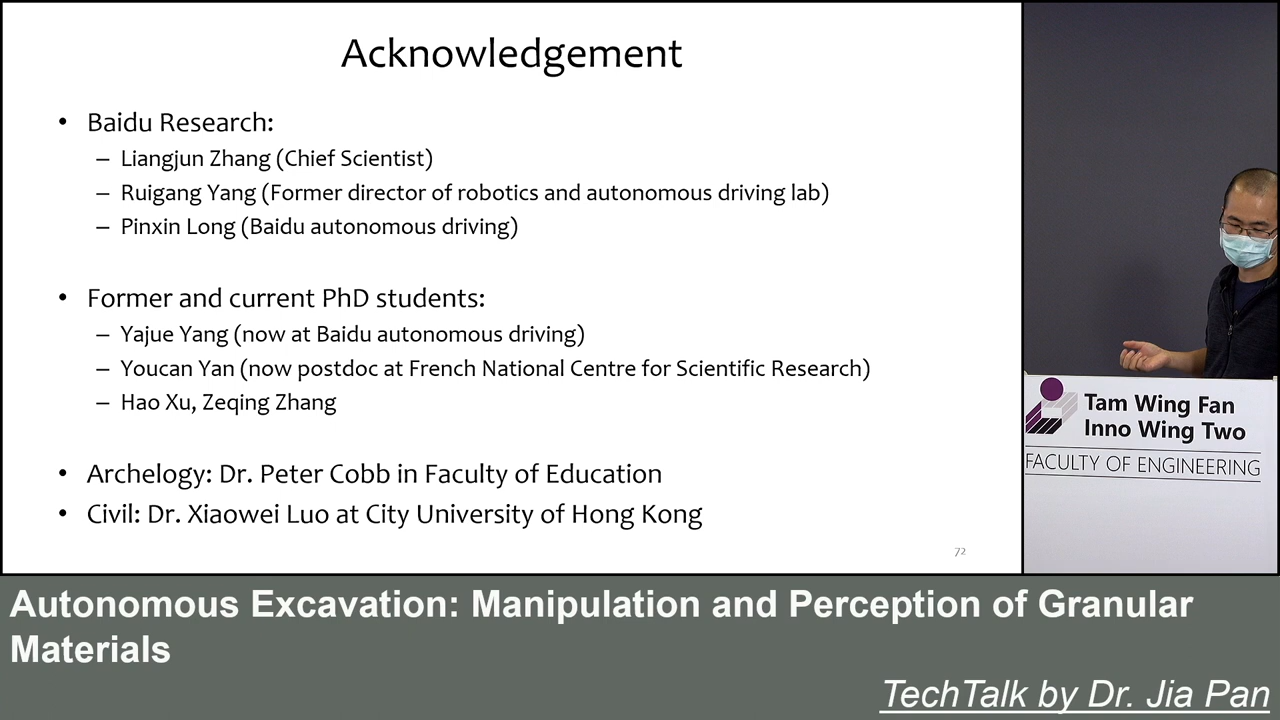 Acknowledgement
• Baidu Research:
– Liangjun Zhang (Chief Scientist)
– Ruigang Yang (Former director of robotics and autonomous driving lab)
– Pinxin Long (Baidu autonomous driving)
• Former and current PhD students:
– Yajue Yang (now at Baidu autonomous driving)
– Youcan Yan (now postdoc at French National Centre for Scientific Research)
– Hao Xu, Zeqing Zhang
• Archelogy: Dr. Peter Cobb in Faculty of Education
• Civil: Dr. Xiaowei Luo at City University of Hong Kong
72
Tam Wing Fan
Inno Wing Two
FACULTY OF ENGINEERING
Autonomous Excavation: Manipulation and Perception of Granular
Materials
TechTalk by Dr. Jia Pan